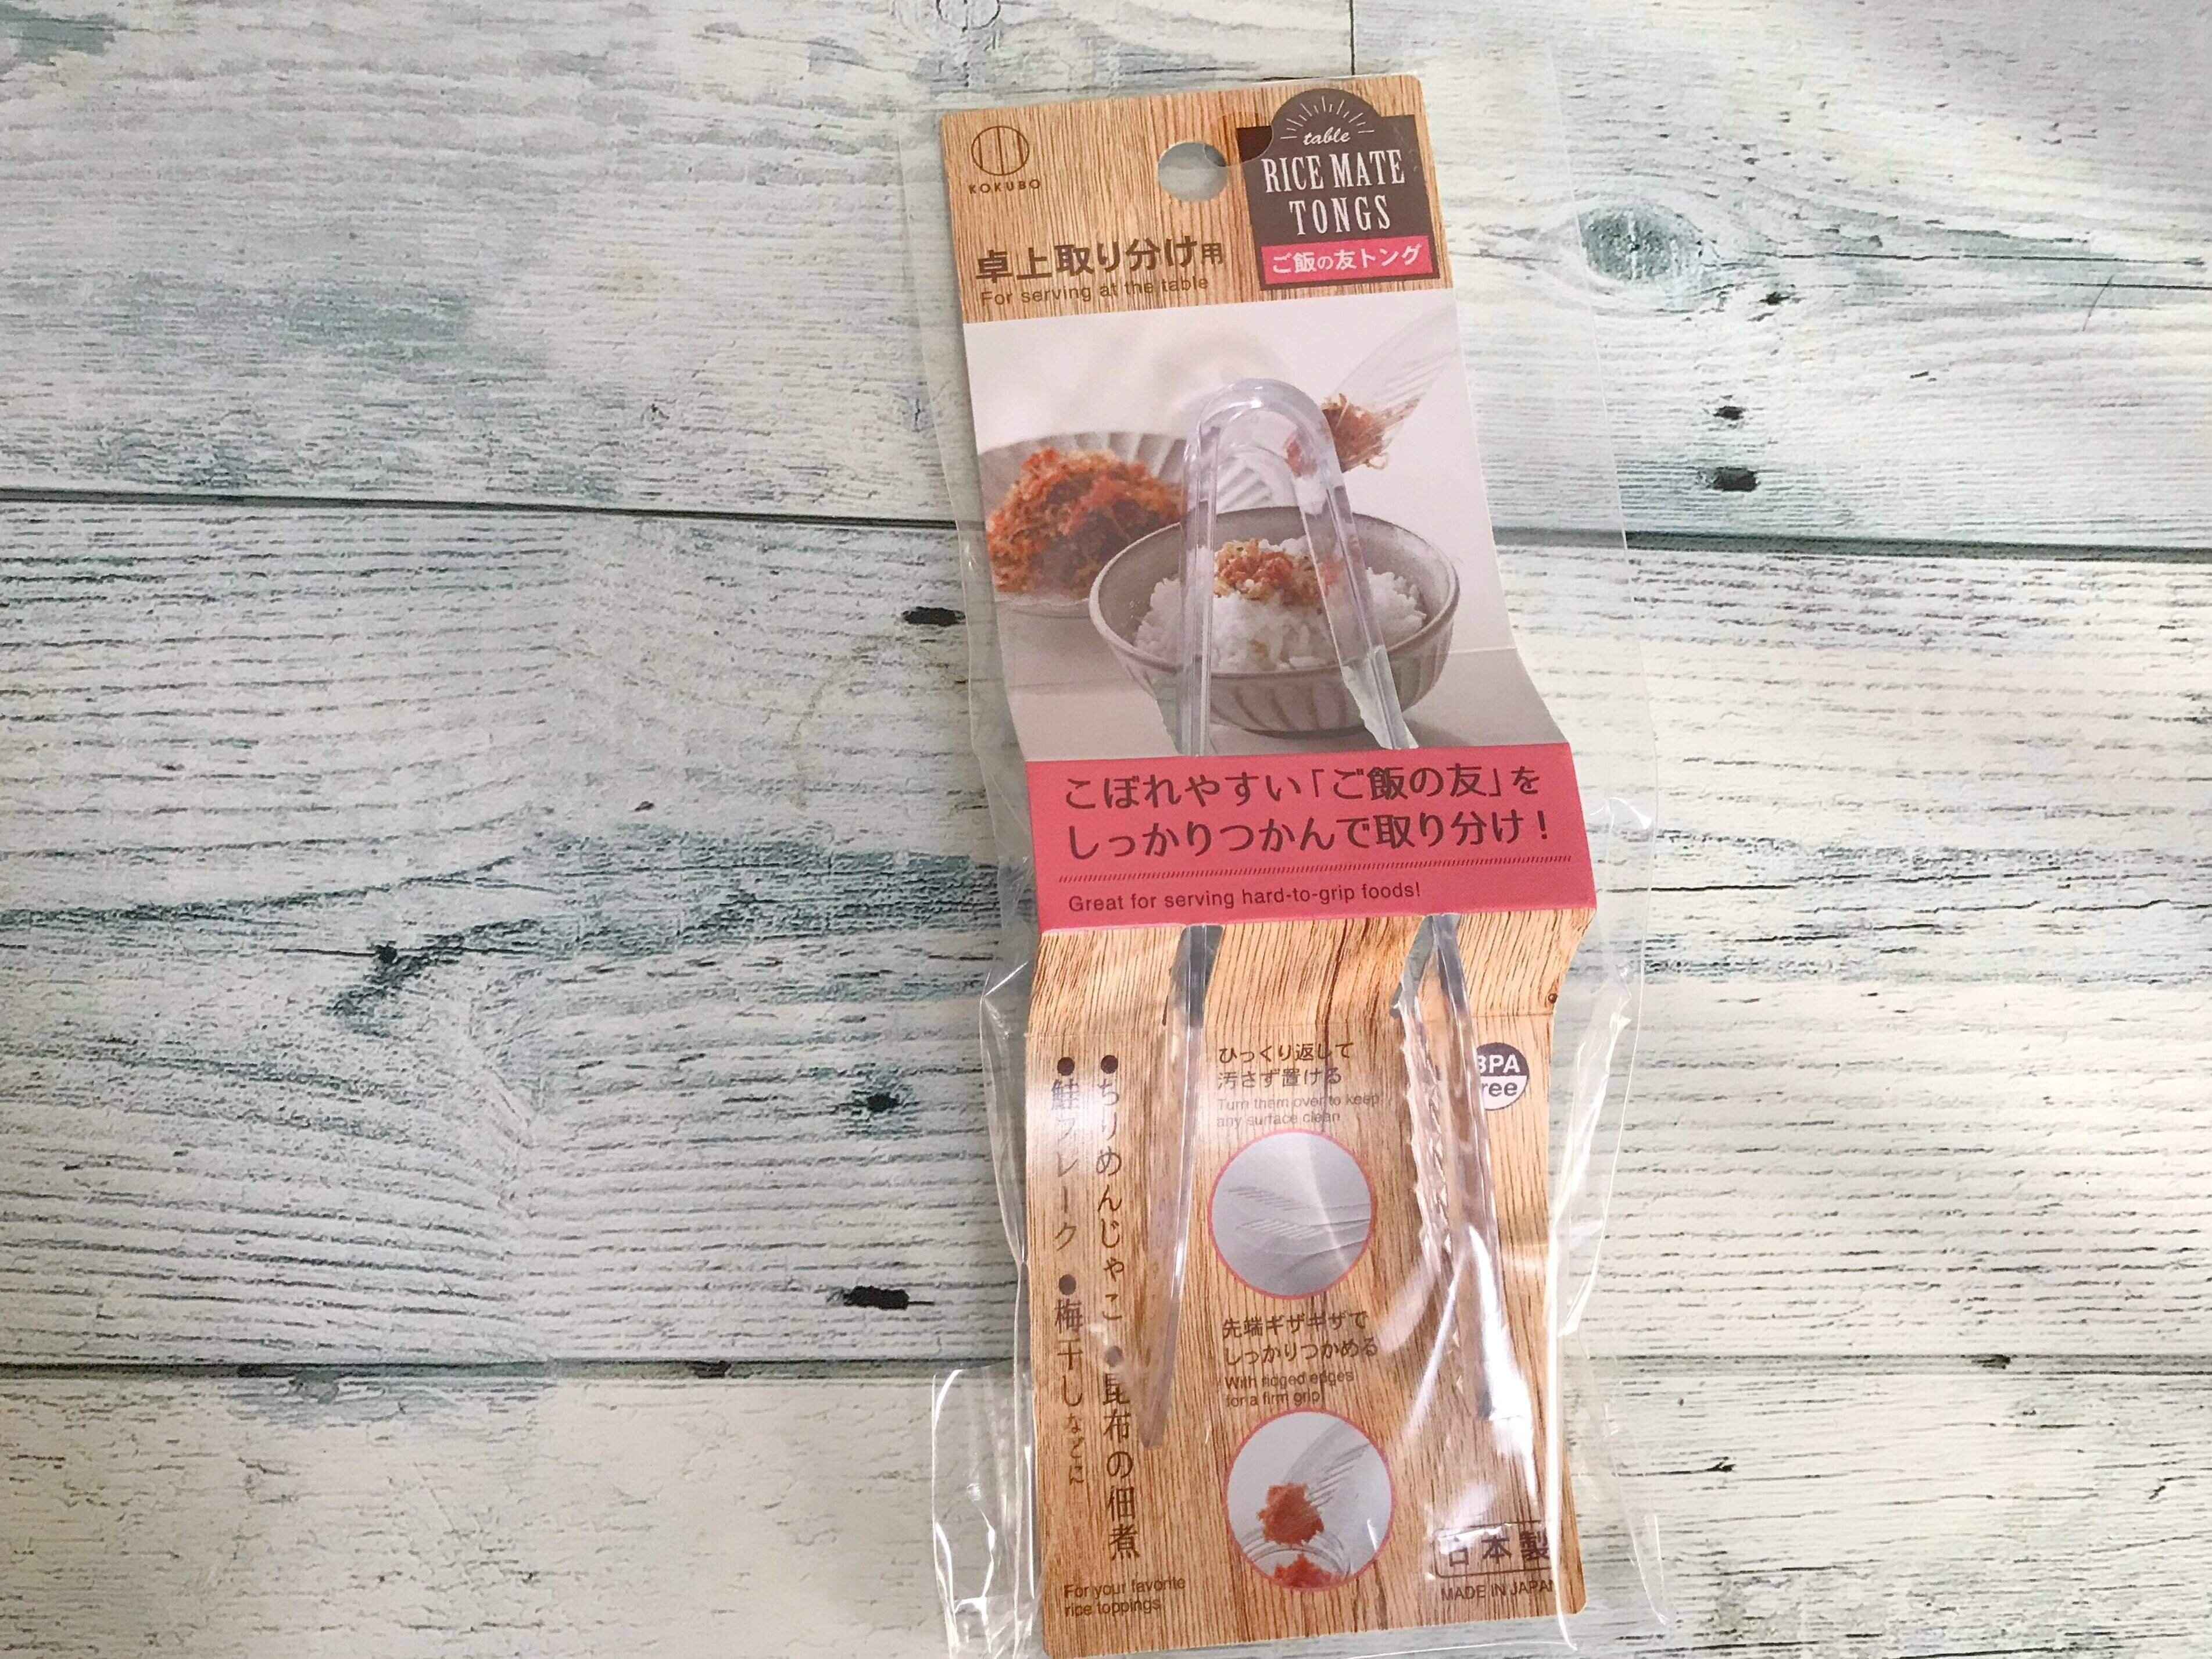 KOKUBO
table
RICE MATE
TONGS
ご飯の友トング
卓上取り分け用
For serving at the table
こぼれやすい「ご飯の友」を
しっかりつかんで取り分け！
Great for serving hard-to-grip foods!
●ちりめんじゃこ ●昆布の佃煮
●鮭フレーク ●梅干しなどに
For your favorite
rice toppings
ひっくり返して
汚さず置ける
Turn them over to keep
any surface clean
BPA
free
先端ギザギザで
しっかりつかめる
With ridged edges
for a firm grip
日本製
MADE IN JAPAN